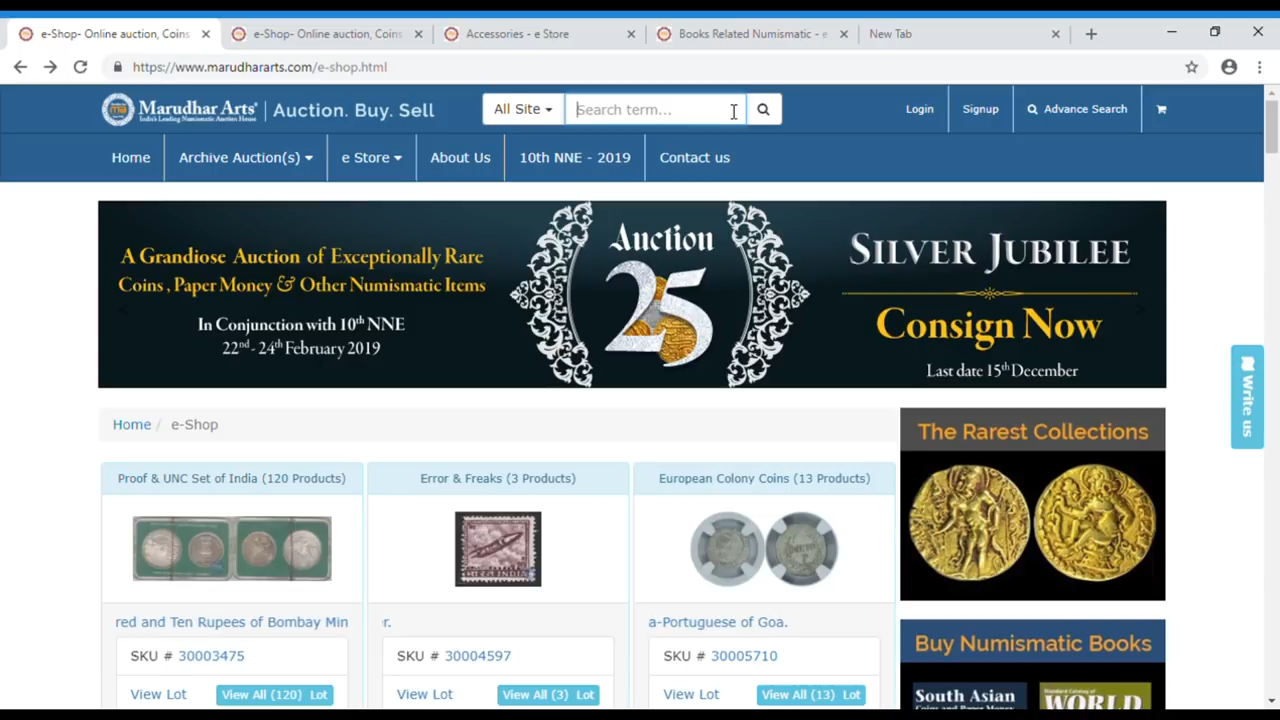 e-Shop- Online auction, Coins
e-Shop- Online auction, Coins
Accessories - e Store
Books Related Numismatic - e
New Tab
https://www.marudhararts.com/e-shop.html
Marudhar Arts
India's Leading Numismatic Auction House
Auction. Buy. Sell
All Site
Search term...
Login
Signup
Advance Search
Home
Archive Auction(s)
e Store
About Us
10th NNE - 2019
Contact us
A Grandiose Auction of Exceptionally Rare
Coins , Paper Money & Other Numismatic Items
In Conjunction with 10th NNE
22nd - 24th February 2019
Auction
25
SILVER JUBILEE
Consign Now
Last date 15th December
Write us
Home / e-Shop
The Rarest Collections
Proof & UNC Set of India (120 Products)
Error & Freaks (3 Products)
European Colony Coins (13 Products)
red and Ten Rupees of Bombay Min
r.
a-Portuguese of Goa.
SKU # 30003475
SKU # 30004597
SKU # 30005710
View Lot
View All (120) Lot
View Lot
View All (3) Lot
View Lot
View All (13) Lot
Buy Numismatic Books
South Asian
Coins and Paper Money
Standard Catalog of
WORLD